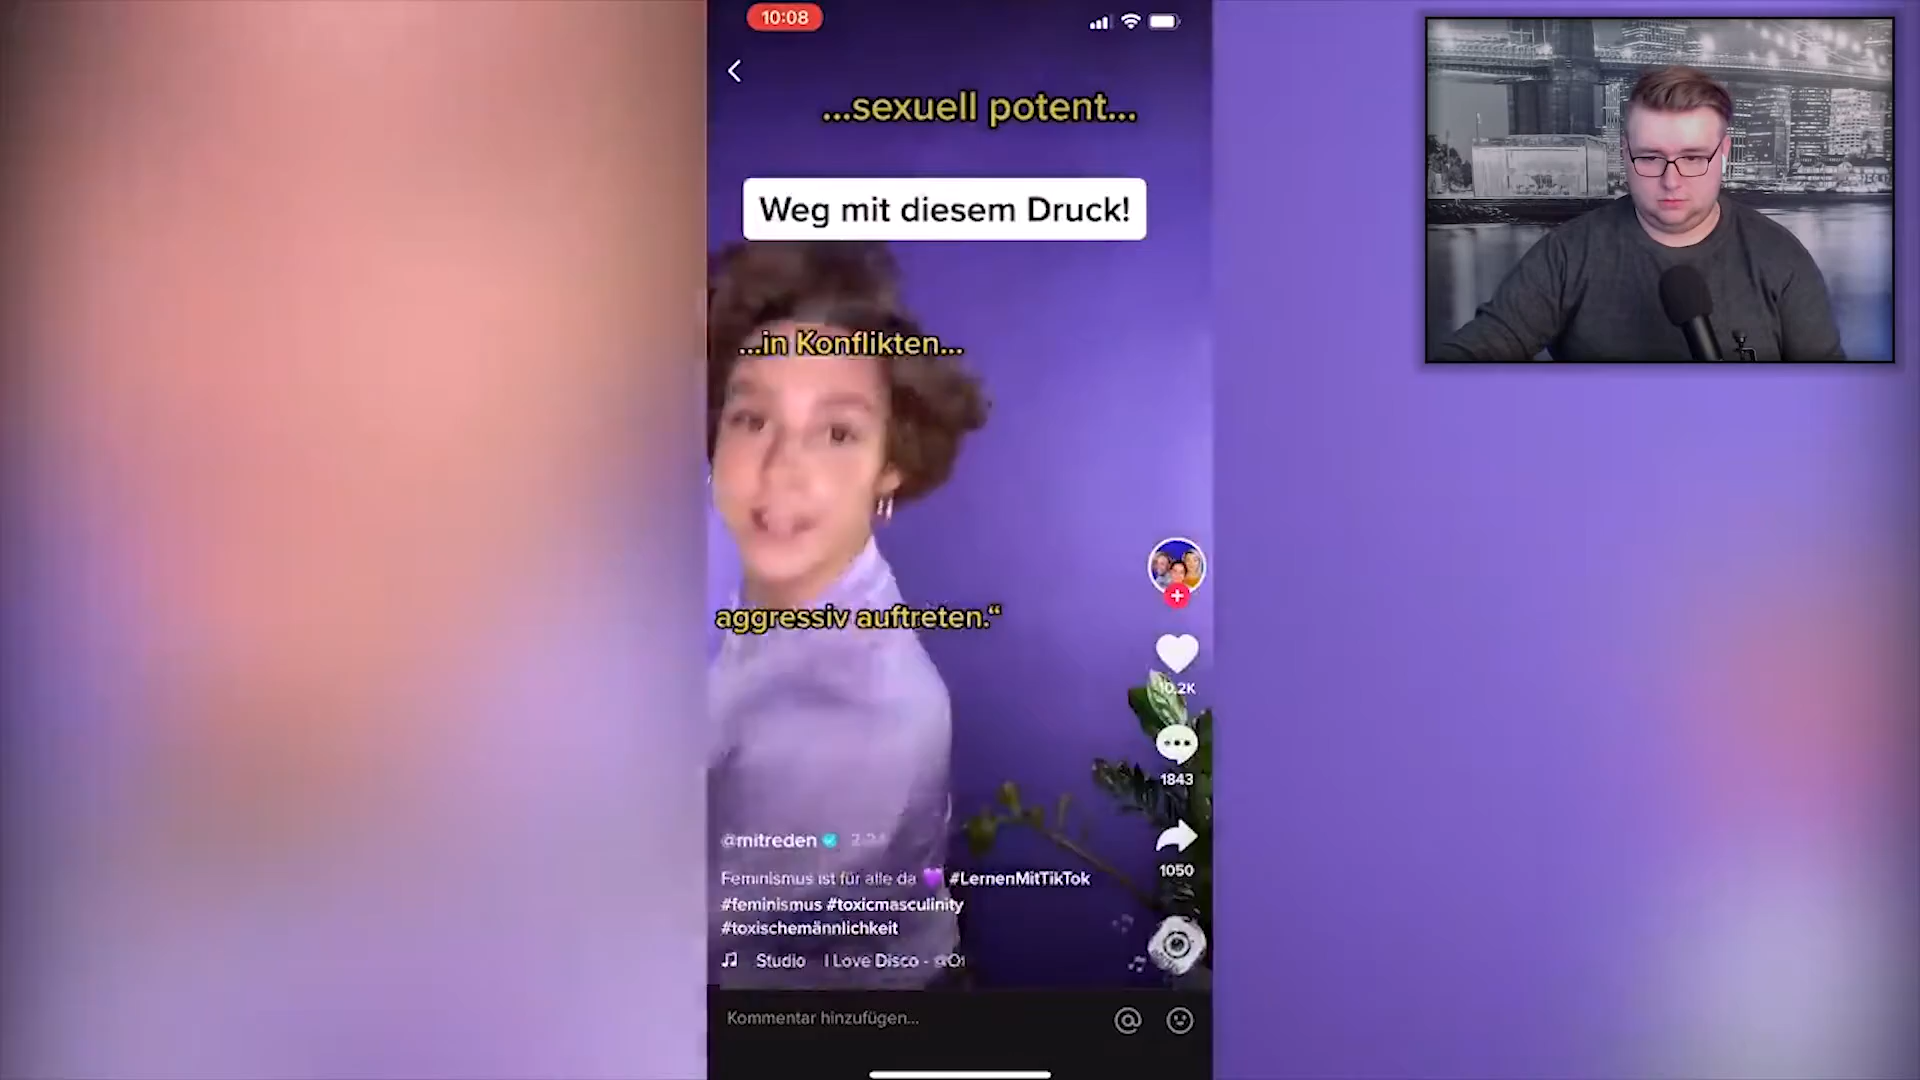 10:08
...sexuell potent...
Weg mit diesem Druck!
...in Konflikten...
aggressiv auftreten.“
10.2K
1843
@mitreden
1050
Feminismus ist für alle da 💜 #LernenMitTikTok
#feminismus #toxicmasculinity
#toxischemännlichkeit
Studio I Love Disco -
Kommentar hinzufügen...